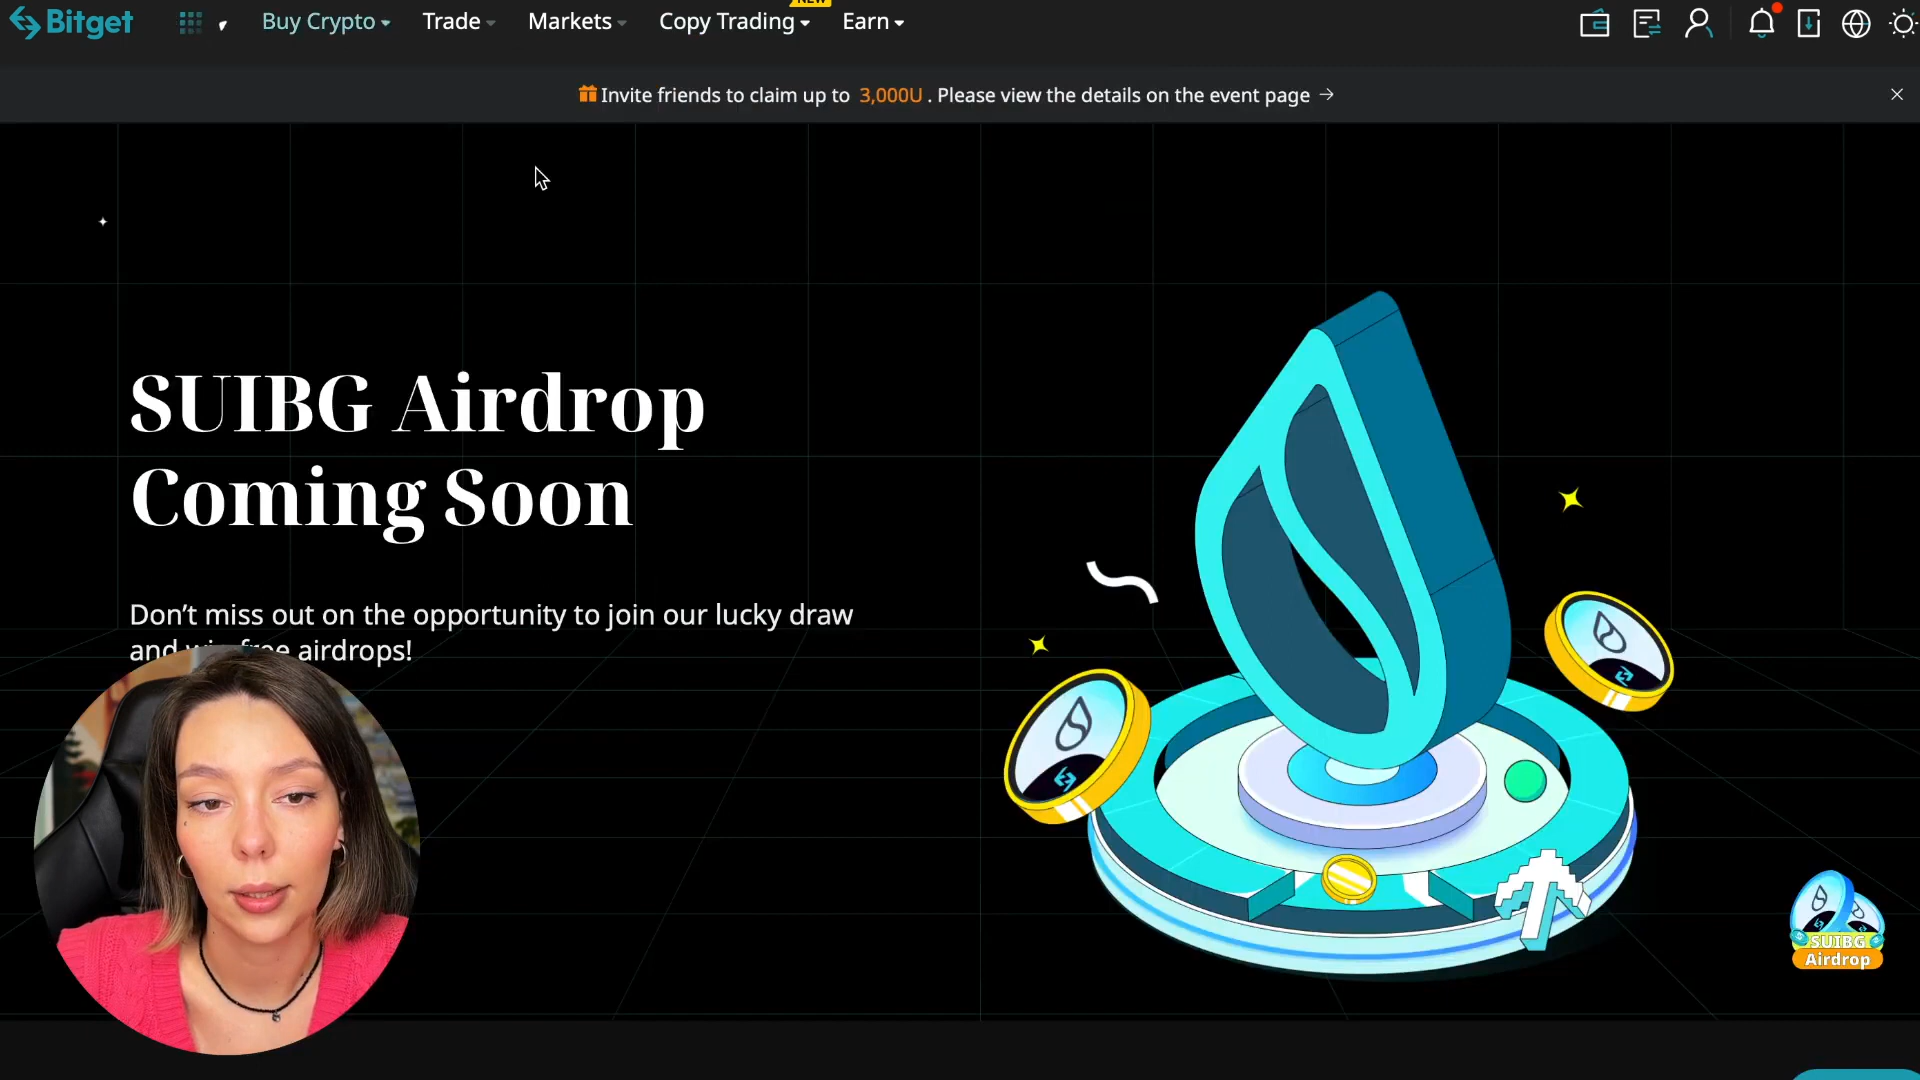 Bitget
Buy Crypto
Trade
Markets
Copy Trading
NEW
Earn
Invite friends to claim up to 3,000U . Please view the details on the event page →
SUIBG Airdrop
Coming Soon
Don’t miss out on the opportunity to join our lucky draw
and free airdrops!
SUIBG
Airdrop